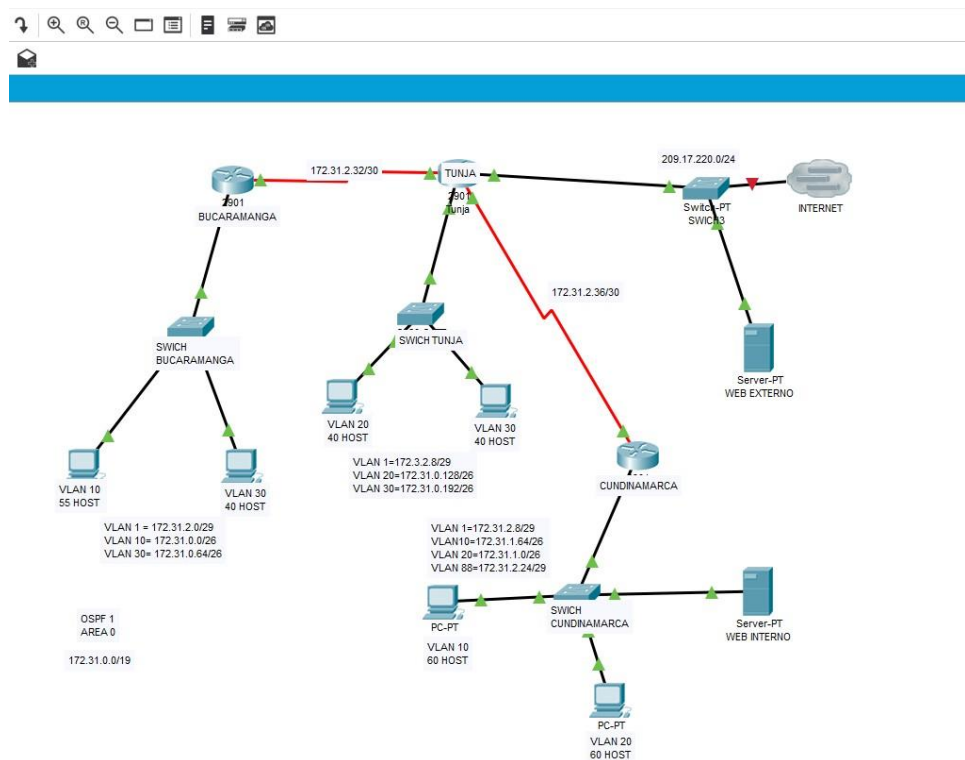 172.31.2.32/30
2901
BUCARAMANGA
TUNJA
2901
Tunja
209.17.220.0/24
Switch-PT
SWICH3
INTERNET
172.31.2.36/30
SWICH
BUCARAMANGA
SWICH TUNJA
Server-PT
WEB EXTERNO
VLAN 20
40 HOST
VLAN 30
40 HOST
VLAN 1=172.3.2.8/29
VLAN 20=172.31.0.128/26
VLAN 30=172.31.0.192/26
VLAN 10
55 HOST
VLAN 30
40 HOST
VLAN 1 = 172.31.2.0/29
VLAN 10= 172.31.0.0/26
VLAN 30= 172.31.0.64/26
CUNDINAMARCA
VLAN 1=172.31.2.8/29
VLAN10=172.31.1.64/26
VLAN 20=172.31.1.0/26
VLAN 88=172.31.2.24/29
OSPF 1
AREA 0
172.31.0.0/19
PC-PT
VLAN 10
60 HOST
SWICH
CUNDINAMARCA
Server-PT
WEB INTERNO
PC-PT
VLAN 20
60 HOST